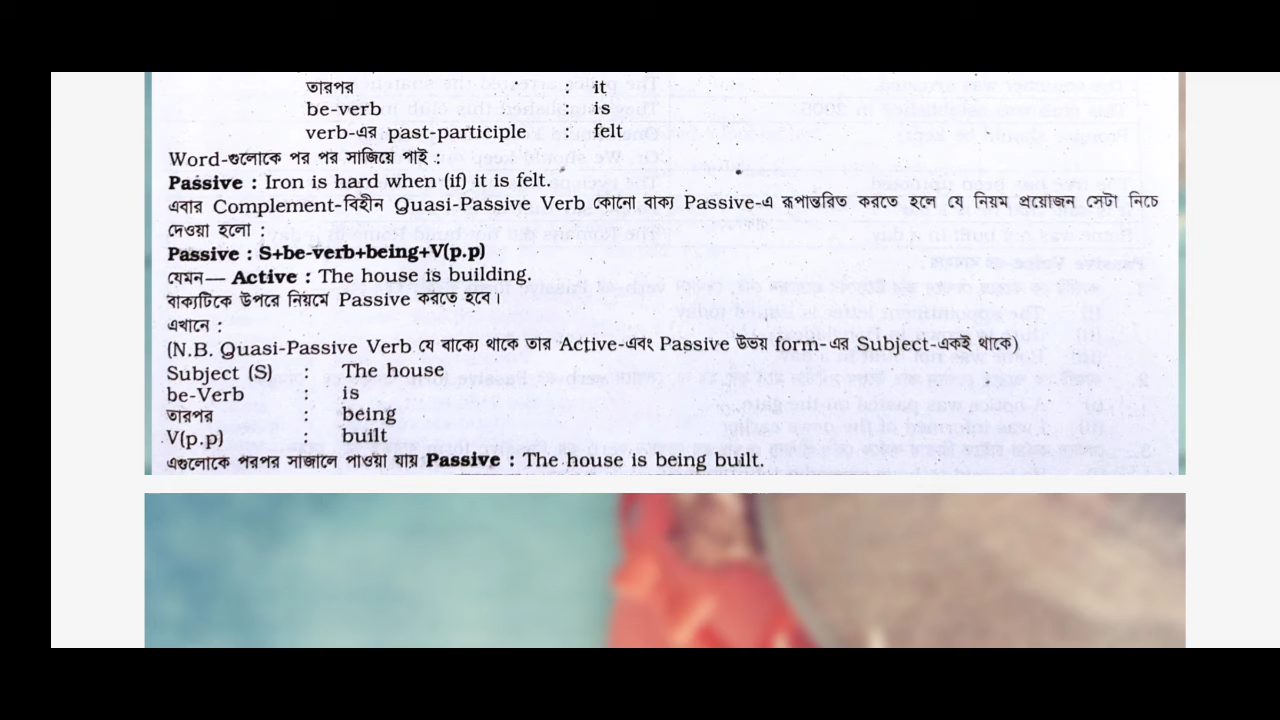 তারপর : it
be-verb : is
verb-এর past-participle : felt
Word-গুলোকে পর পর সাজিয়ে পাই :
Passive : Iron is hard when (if) it is felt.
এবার Complement-বিহীন Quasi-Passive Verb কোনো বাক্য Passive-এ রূপান্তরিত করতে হলে যে নিয়ম প্রয়োজন সেটা নিচে
দেওয়া হলো :
Passive : S+be-verb+being+V(p.p)
যেমন— Active : The house is building.
বাক্যটিকে উপরে নিয়মে Passive করতে হবে।
এখানে :
(N.B. Quasi-Passive Verb যে বাক্যে থাকে তার Active-এবং Passive উভয় form-এর Subject-একই থাকে)
Subject (S) : The house
be-Verb : is
তারপর : being
V(p.p) : built
এগুলোকে পরপর সাজালে পাওয়া যায় Passive : The house is being built.